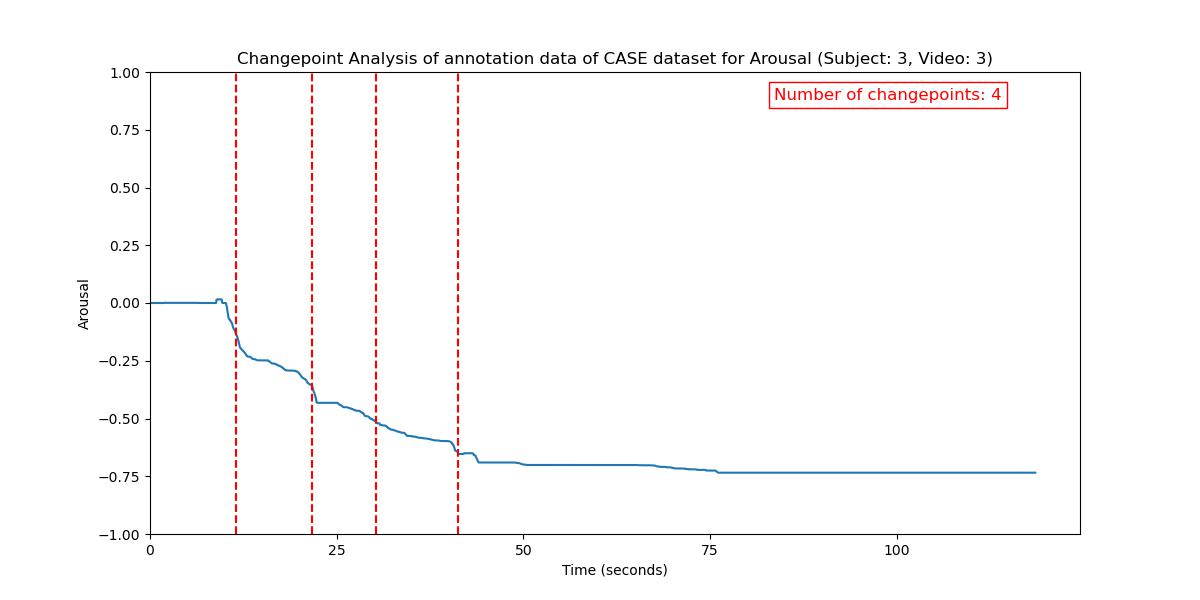 Changepoint Analysis of annotation data of CASE dataset for Arousal (Subject: 3, Video: 3)
Number of changepoints: 4
1.00
0.75
0.50
0.25
0.00
−0.25
−0.50
−0.75
−1.00
Arousal
0 25 50 75 100
Time (seconds)